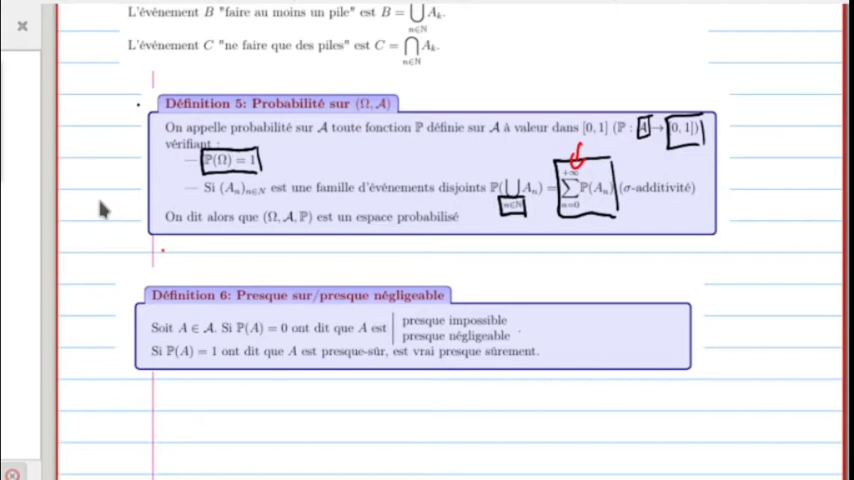 L'événement B "faire au moins un pile" est B = ⋃_{n∈ℕ} A_k.
L'événement C "ne faire que des piles" est C = ⋂_{n∈ℕ} A_k.
Définition 5: Probabilité sur (Ω, 𝒜)
On appelle probabilité sur 𝒜 toute fonction ℙ définie sur 𝒜 à valeur dans [0, 1] (ℙ : 𝒜 → [0, 1])
vérifiant :
— ℙ(Ω) = 1
— Si (A_n)_{n∈N} est une famille d'événements disjoints ℙ(⋃_{n∈ℕ} A_n) = ∑_{n=0}^{+∞} ℙ(A_n) (σ-additivité)
On dit alors que (Ω, 𝒜, ℙ) est un espace probabilisé
Définition 6: Presque sur/presque négligeable
Soit A ∈ 𝒜. Si ℙ(A) = 0 ont dit que A est | presque impossible
presque négligeable .
Si ℙ(A) = 1 ont dit que A est presque-sûr, est vrai presque sûrement.